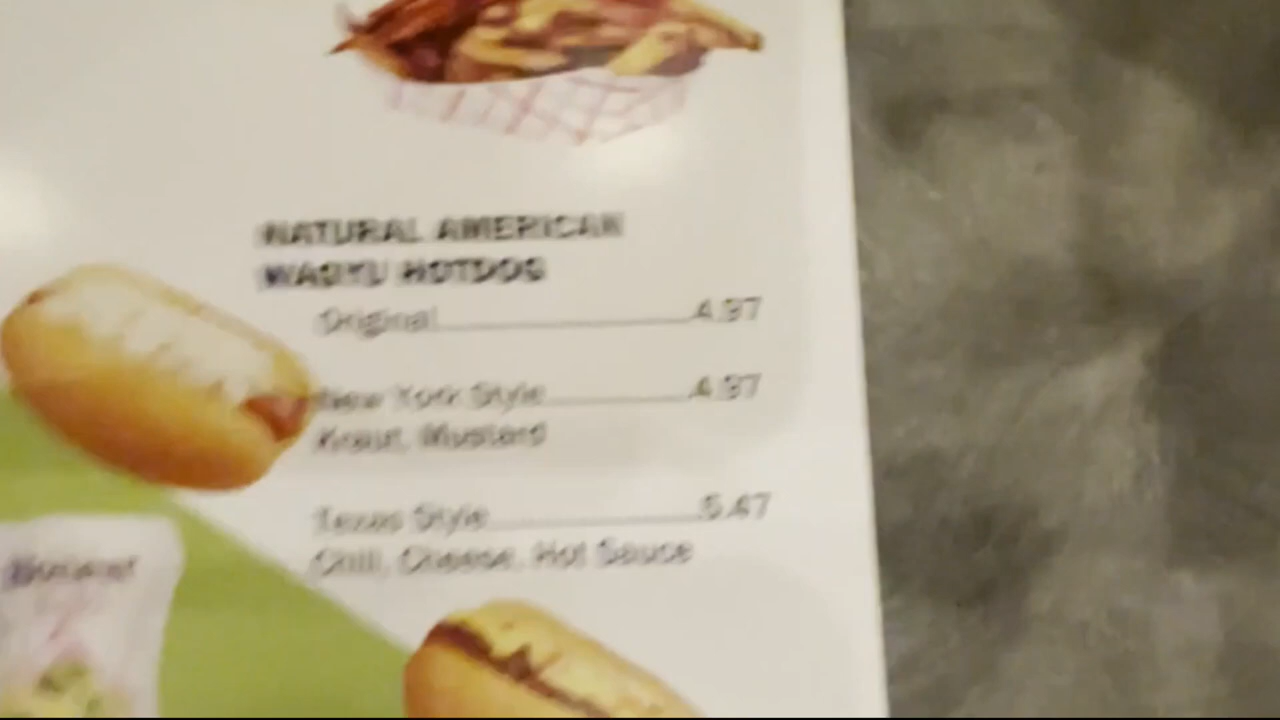 NATURAL AMERICAN
WAGYU HOTDOG
Original 4.97
New York Style 4.97
Kraut, Mustard
Texas Style 5.47
Chili, Cheese, Hot Sauce